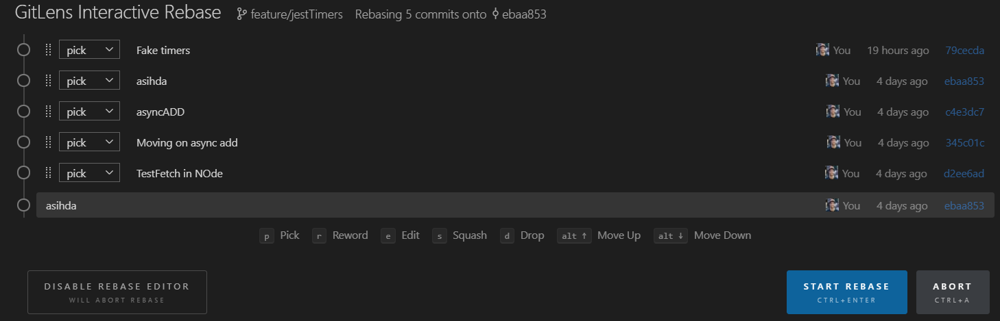 GitLens Interactive Rebase feature/jestTimers Rebasing 5 commits onto ebaa853
pick Fake timers You 19 hours ago 79cecda
pick asihda You 4 days ago ebaa853
pick asyncADD You 4 days ago c4e3dc7
pick Moving on async add You 4 days ago 345c01c
pick TestFetch in NOde You 4 days ago d2ee6ad
asihda You 4 days ago ebaa853
p Pick r Reword e Edit s Squash d Drop alt ↑ Move Up alt ↓ Move Down
DISABLE REBASE EDITOR START REBASE ABORT
WILL ABORT REBASE CTRL+ENTER CTRL+A